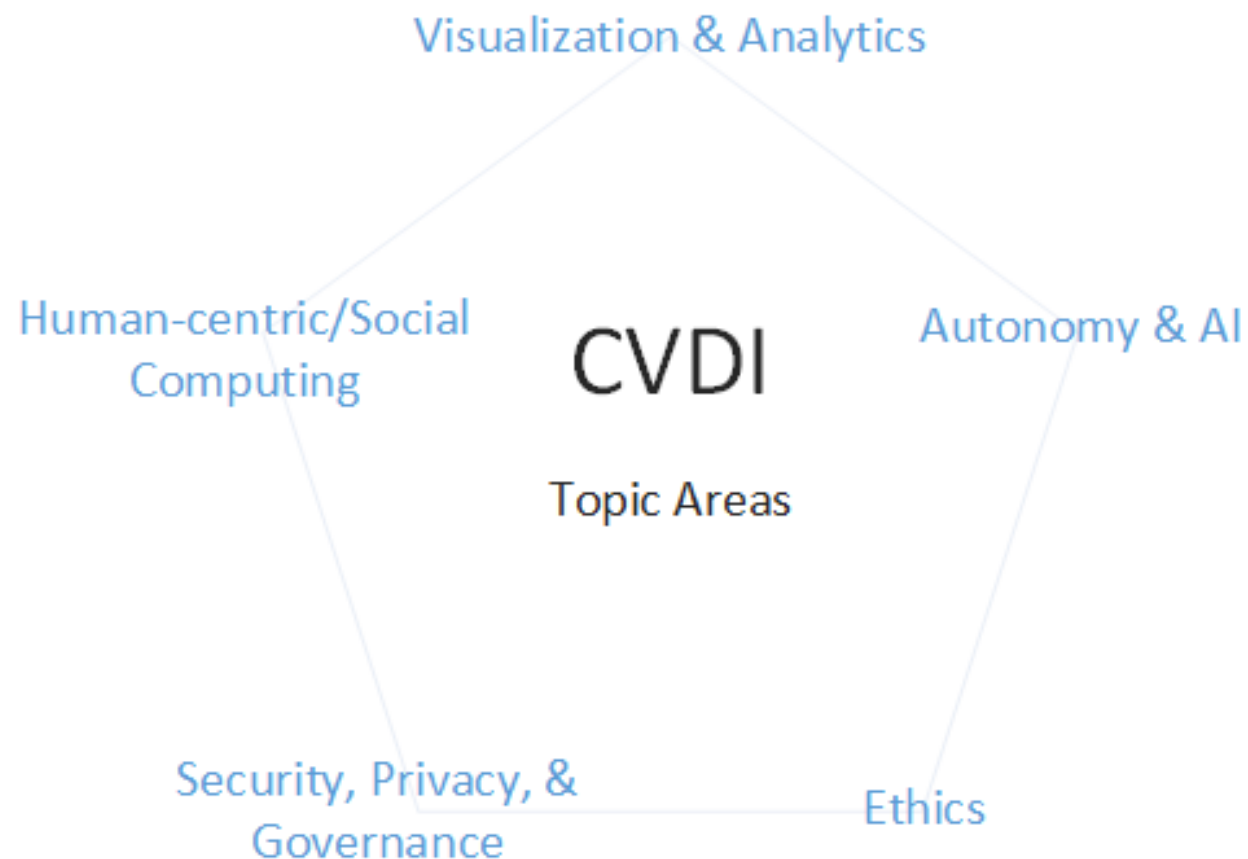 Visualization & Analytics
Human-centric/Social
Computing
CVDI
Autonomy & AI
Topic Areas
Security, Privacy, &
Governance
Ethics